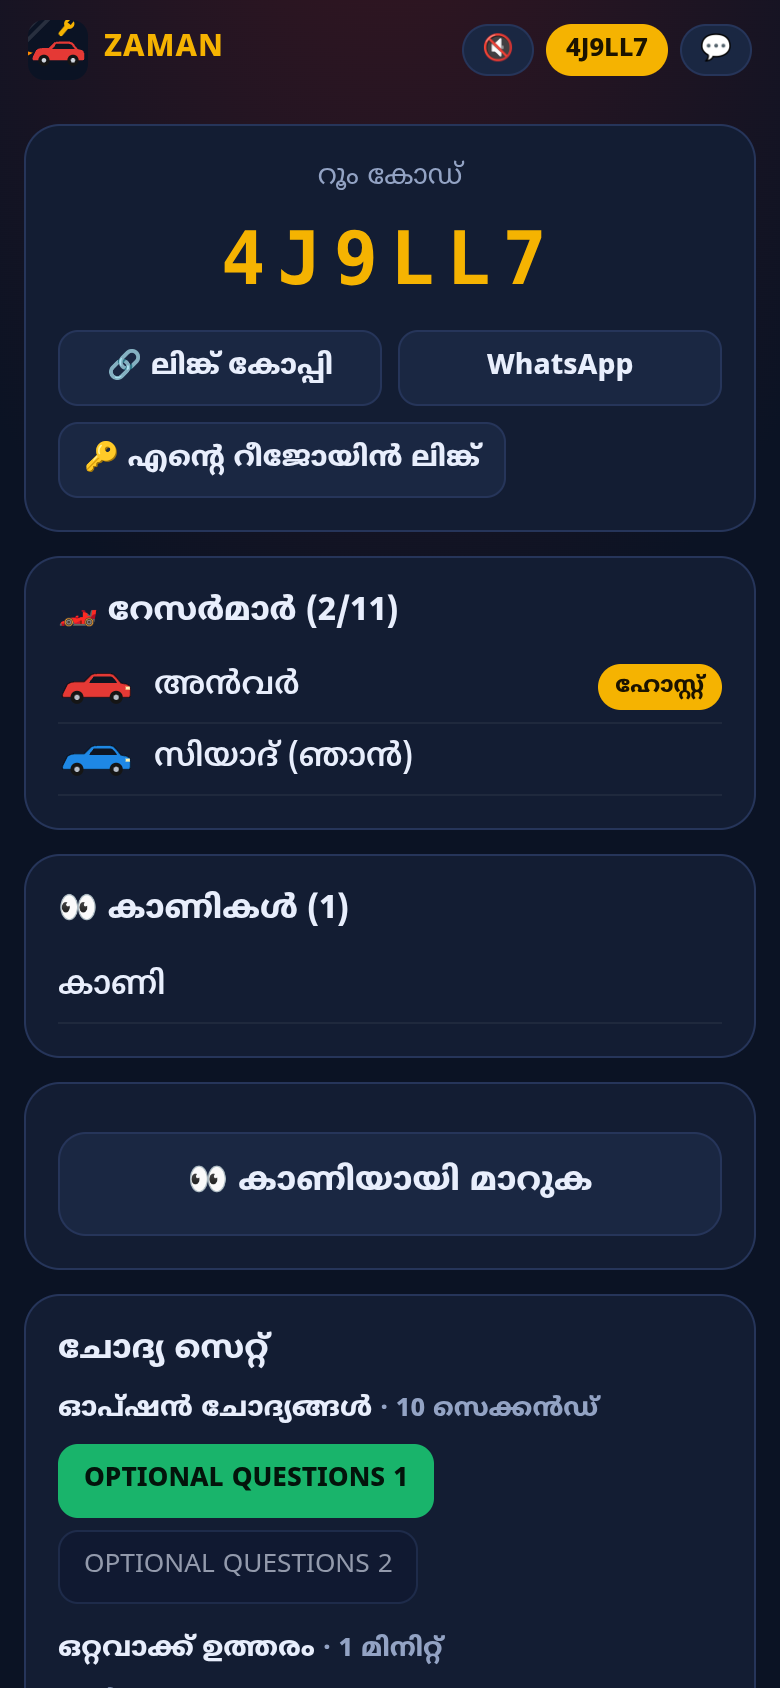 ZAMAN
4J9LL7
റൂം കോഡ്
4J9LL7
ലിങ്ക് കോപ്പി
WhatsApp
എന്റെ റീജോയിൻ ലിങ്ക്
റേസർമാർ (2/11)
അൻവർ
ഹോസ്റ്റ്
സിയാദ് (ഞാൻ)
കാണികൾ (1)
കാണി
കാണിയായി മാറുക
ചോദ്യ സെറ്റ്
ഓപ്ഷൻ ചോദ്യങ്ങൾ · 10 സെക്കൻഡ്
OPTIONAL QUESTIONS 1
OPTIONAL QUESTIONS 2
ഒറ്റവാക്ക് ഉത്തരം · 1 മിനിറ്റ്